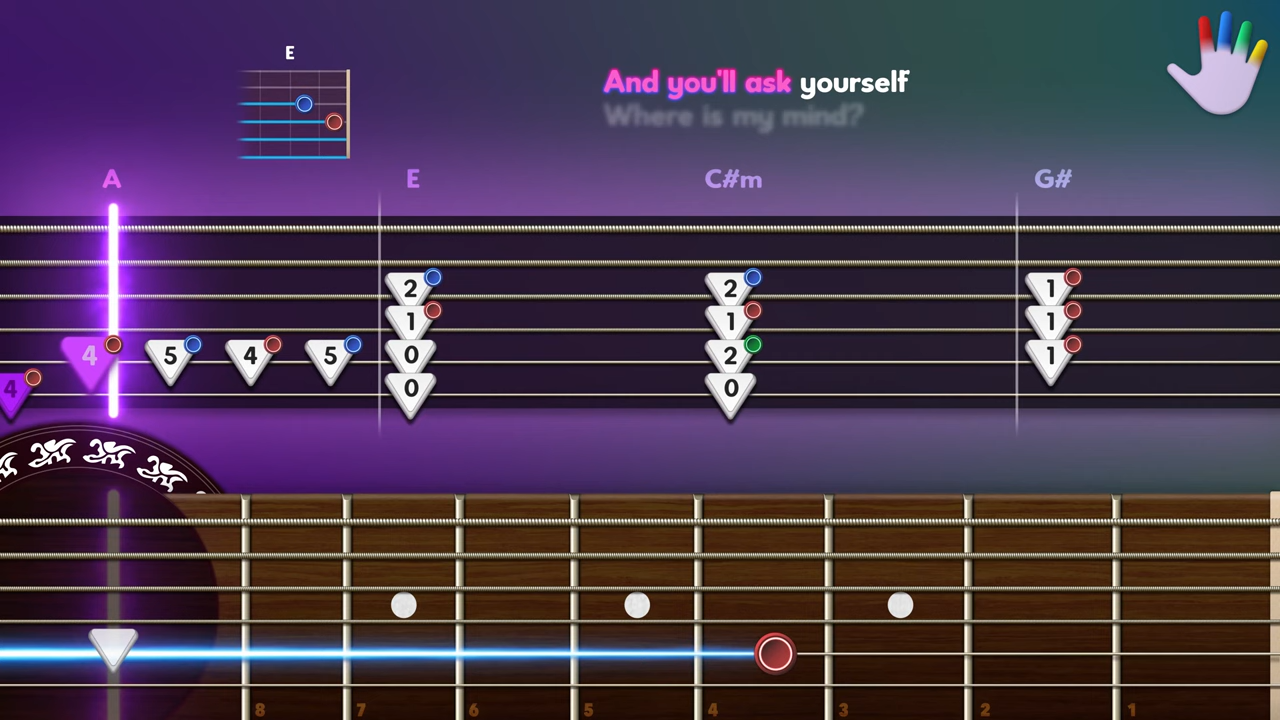 E
And you'll ask yourself
Where is my mind?
A E C#m G#
2 2 1
1 1 1
4 4 5 4 5 0 2 1
0 0
8 7 6 5 4 3 2 1